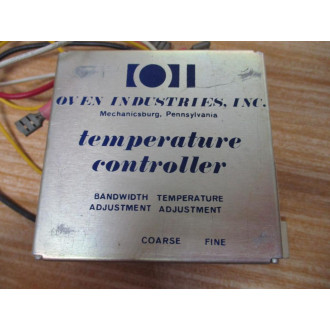 OVEN INDUSTRIES, INC.
Mechanicsburg, Pennsylvania
temperature
controller
BANDWIDTH TEMPERATURE
ADJUSTMENT ADJUSTMENT
COARSE FINE